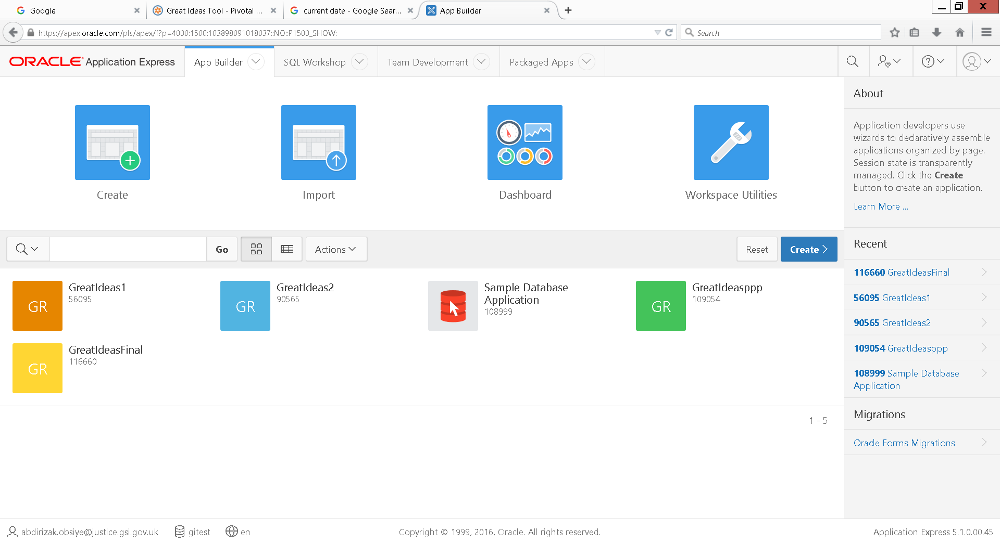 Google
Great Ideas Tool - Pivotal ...
current date - Google Sear...
App Builder
https://apex.oracle.com/pls/apex/f?p=4000:1500:103898091018037::NO::P1500_SHOW:
Search
ORACLE Application Express
App Builder
SQL Workshop
Team Development
Packaged Apps
Create
Import
Dashboard
Workspace Utilities
Go
Actions
Reset
Create
GR
GreatIdeas1
56095
GR
GreatIdeas2
90565
Sample Database
Application
108999
GR
GreatIdeasppp
109054
GR
GreatIdeasFinal
116660
1 - 5
About
Application developers use
wizards to declaratively assemble
applications organized by page.
Session state is transparently
managed. Click the Create
button to create an application.
Learn More ...
Recent
116660 GreatIdeasFinal
56095 GreatIdeas1
90565 GreatIdeas2
109054 GreatIdeasppp
108999 Sample Database
Application
Migrations
Oracle Forms Migrations
abdirizak.obsiye@justice.gsi.gov.uk
gitest
en
Copyright © 1999, 2016, Oracle. All rights reserved.
Application Express 5.1.0.00.45